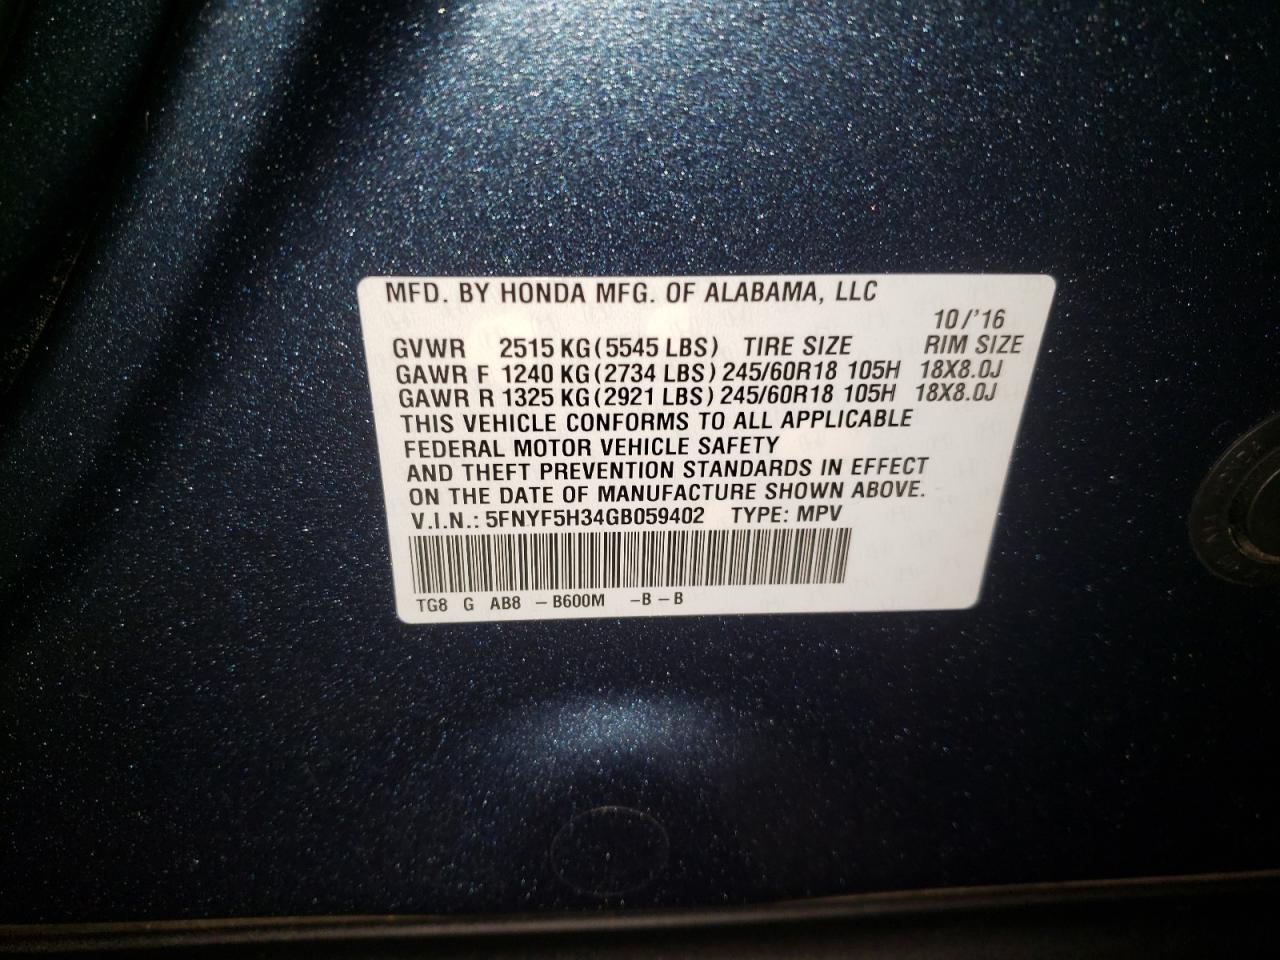 MFD. BY HONDA MFG. OF ALABAMA, LLC
10/'16
GVWR 2515 KG (5545 LBS) TIRE SIZE RIM SIZE
GAWR F 1240 KG (2734 LBS) 245/60R18 105H 18X8.0J
GAWR R 1325 KG (2921 LBS) 245/60R18 105H 18X8.0J
THIS VEHICLE CONFORMS TO ALL APPLICABLE
FEDERAL MOTOR VEHICLE SAFETY
AND THEFT PREVENTION STANDARDS IN EFFECT
ON THE DATE OF MANUFACTURE SHOWN ABOVE.
V.I.N.: 5FNYF5H34GB059402 TYPE: MPV
TG8 G AB8 – B600M –B – B